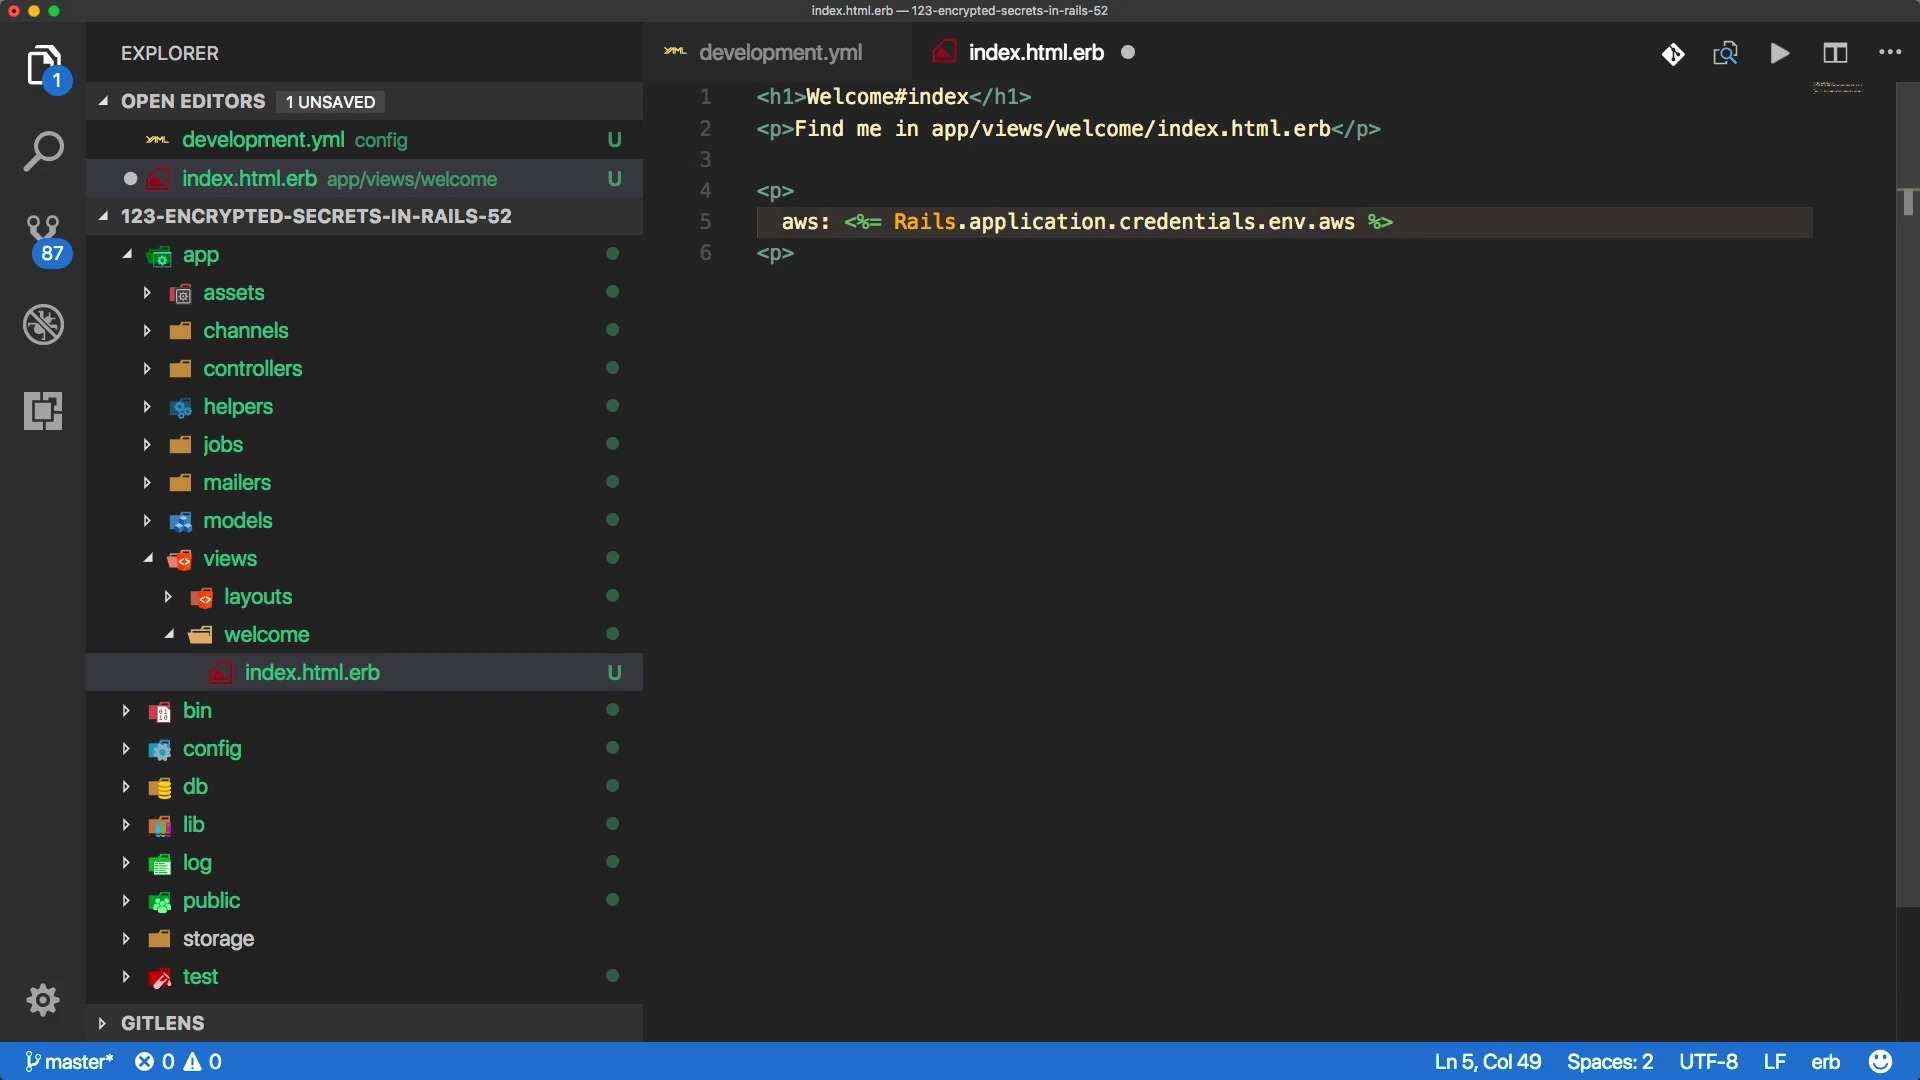 index.html.erb — 123-encrypted-secrets-in-rails-52
EXPLORER
OPEN EDITORS 1 UNSAVED
YAML development.yml config U
index.html.erb app/views/welcome U
123-ENCRYPTED-SECRETS-IN-RAILS-52
app
assets
channels
controllers
helpers
jobs
mailers
models
views
layouts
welcome
index.html.erb U
bin
config
db
lib
log
public
storage
test
GITLENS
1
87
YAML development.yml
index.html.erb
1 <h1>Welcome#index</h1>
2 <p>Find me in app/views/welcome/index.html.erb</p>
3
4 <p>
5 aws: <%= Rails.application.credentials.env.aws %>
6 <p>
master* 0 0
Ln 5, Col 49 Spaces: 2 UTF-8 LF erb